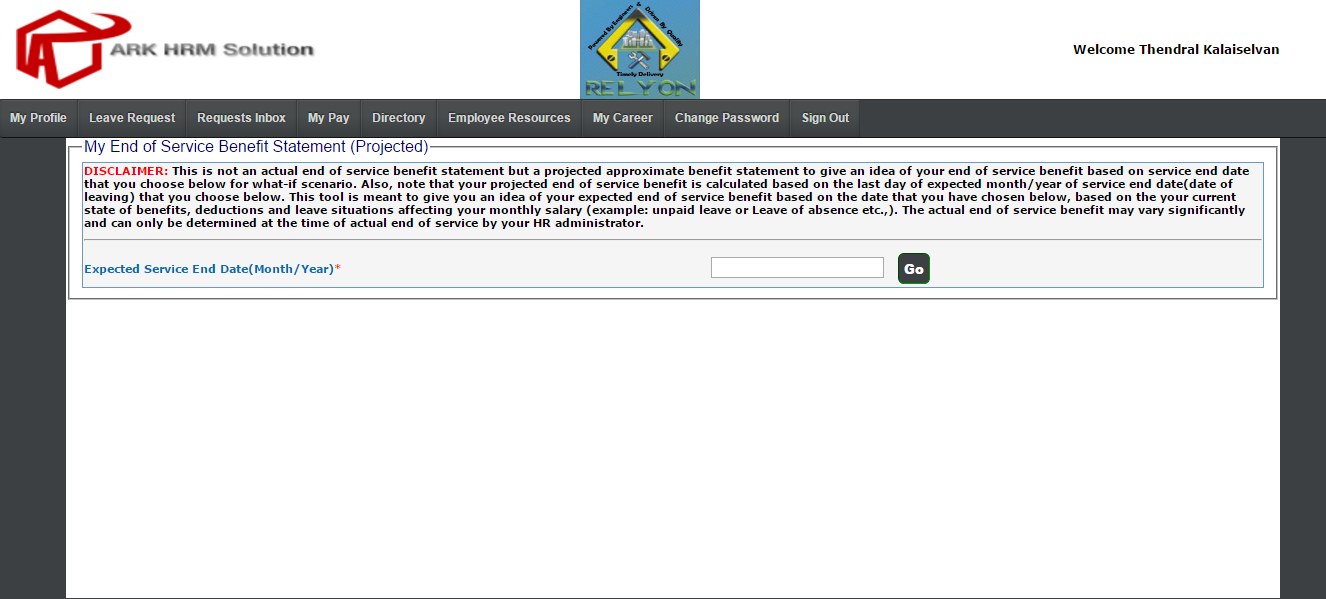 ARK HRM Solution
Powered By Engineers & Driven By Quality
Timely Delivery
RELYON
Welcome Thendral Kalaiselvan
My Profile Leave Request Requests Inbox My Pay Directory Employee Resources My Career Change Password Sign Out
My End of Service Benefit Statement (Projected)
DISCLAIMER: This is not an actual end of service benefit statement but a projected approximate benefit statement to give an idea of your end of service benefit based on service end date
that you choose below for what-if scenario. Also, note that your projected end of service benefit is calculated based on the last day of expected month/year of service end date(date of
leaving) that you choose below. This tool is meant to give you an idea of your expected end of service benefit based on the date that you have chosen below, based on the your current
state of benefits, deductions and leave situations affecting your monthly salary (example: unpaid leave or Leave of absence etc.,). The actual end of service benefit may vary significantly
and can only be determined at the time of actual end of service by your HR administrator.
Expected Service End Date(Month/Year)* Go